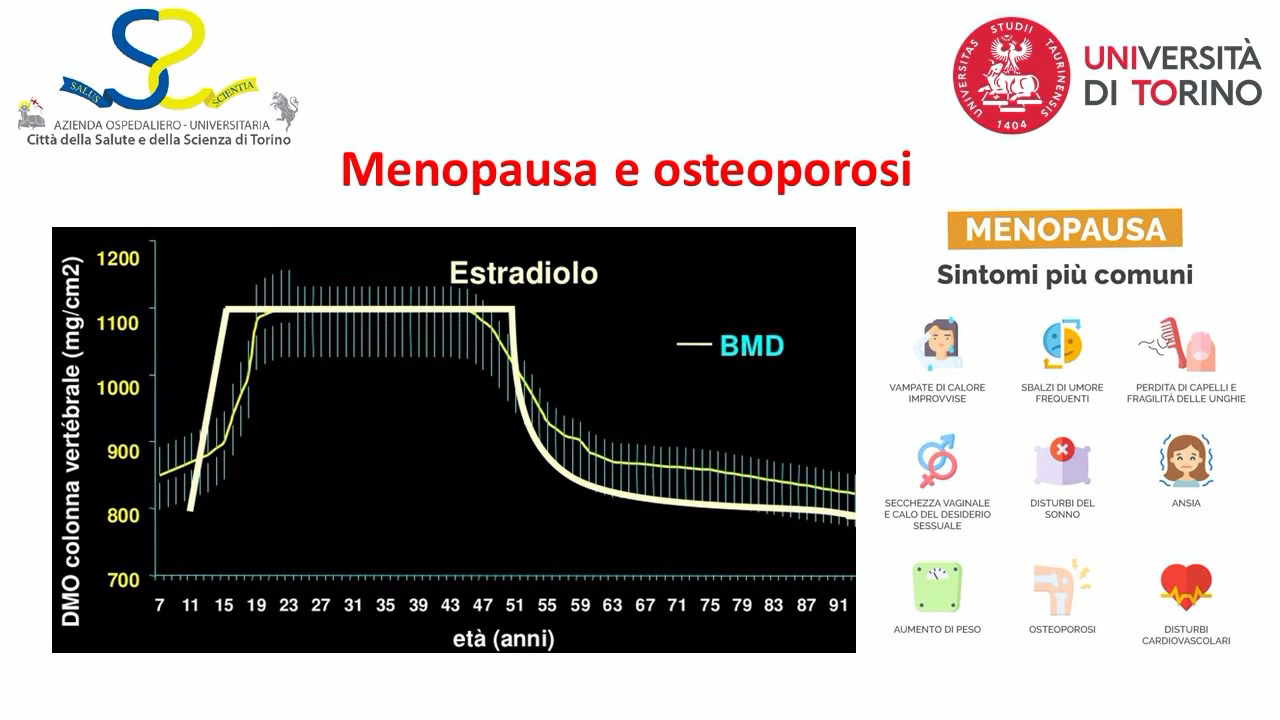 SALUS
SCIENTIA
AZIENDA OSPEDALIERO - UNIVERSITARIA
Città della Salute e della Scienza di Torino
UNIVERSITAS STUDII TAURINENSIS
1404
UNIVERSITÀ
DI TORINO
Menopausa e osteoporosi
DMO colonna vertébrale (mg/cm2)
1200
1100
1000
900
800
700
Estradiolo
BMD
7 11 15 19 23 27 31 35 39 43 47 51 55 59 63 67 71 75 79 83 87 91
età (anni)
MENOPAUSA
Sintomi più comuni
VAMPATE DI CALORE
IMPROVVISE
SBALZI DI UMORE
FREQUENTI
PERDITA DI CAPELLI E
FRAGILITÀ DELLE UNGHIE
SECCHEZZA VAGINALE
E CALO DEL DESIDERIO
SESSUALE
DISTURBI DEL
SONNO
ANSIA
AUMENTO DI PESO
OSTEOPOROSI
DISTURBI
CARDIOVASCOLARI